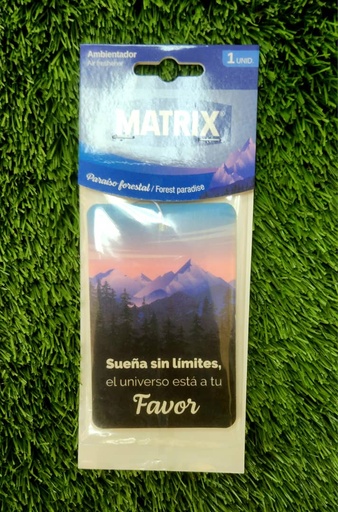 Ambientador
Air freshener
1 UNID.
MATRIX
Paraíso forestal / Forest paradise
Sueña sin límites,
el universo está a tu
Favor